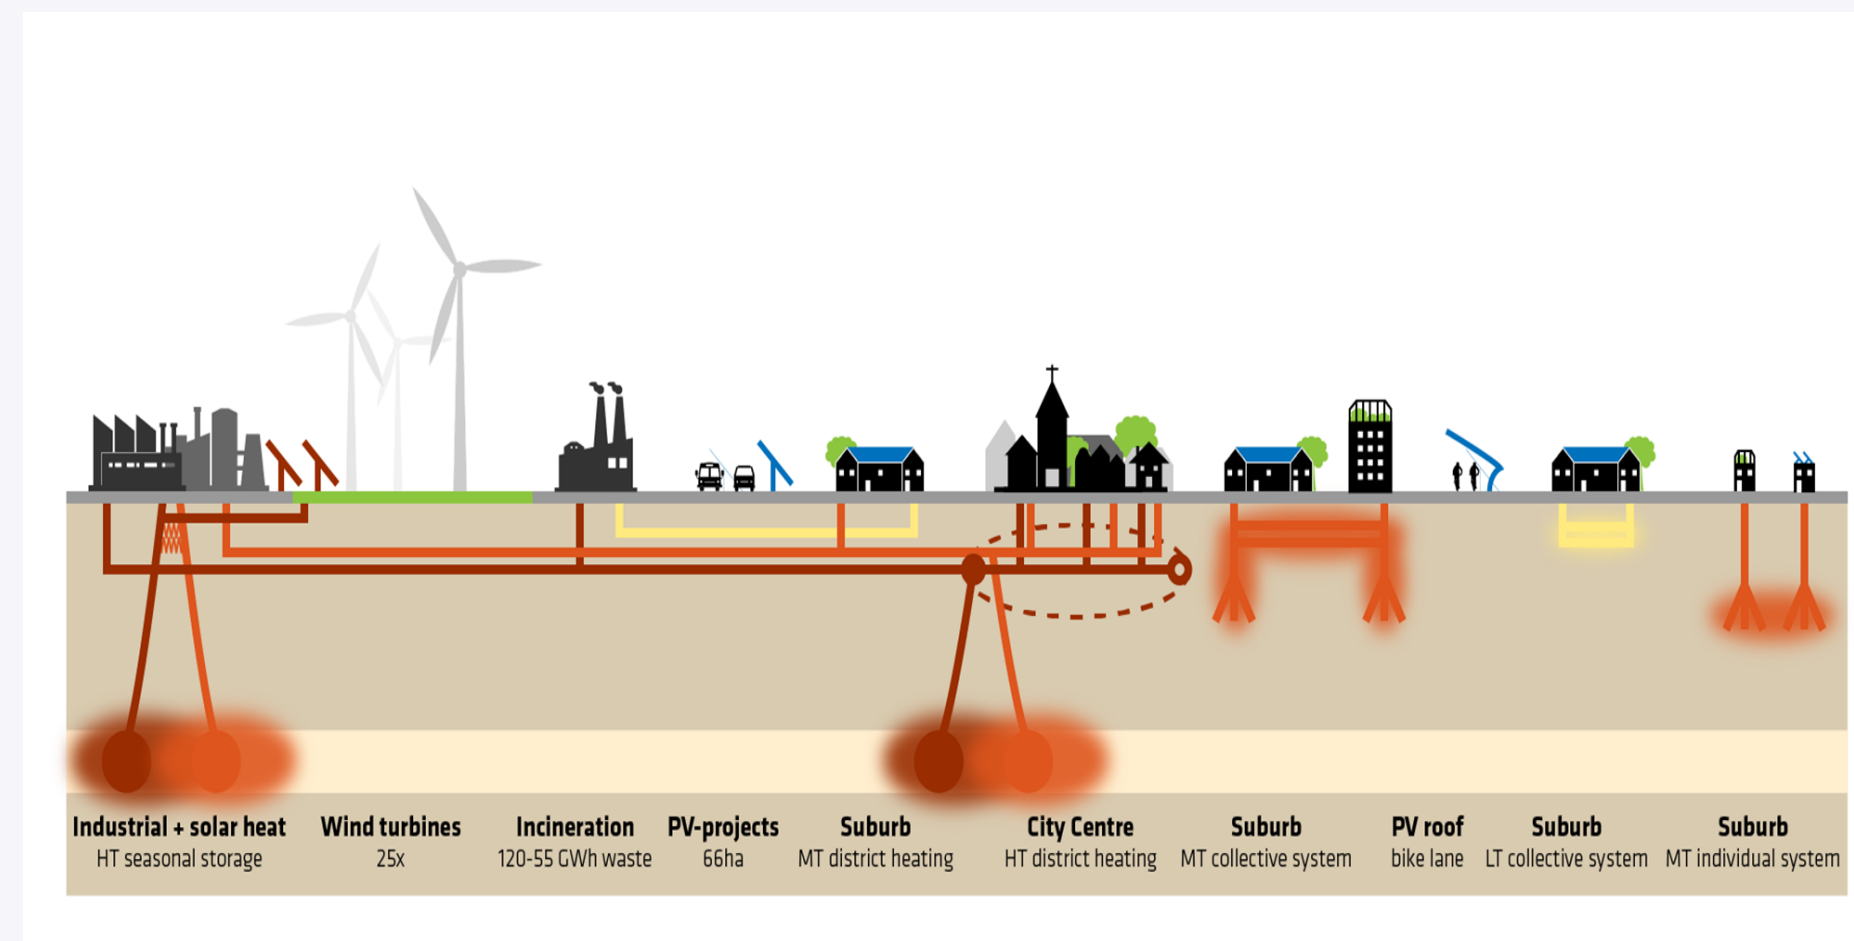 Industrial + solar heat
HT seasonal storage
Wind turbines
25x
Incineration
120-55 GWh waste
PV-projects
66ha
Suburb
MT district heating
City Centre
HT district heating
Suburb
MT collective system
PV roof
bike lane
Suburb
LT collective system
Suburb
MT individual system